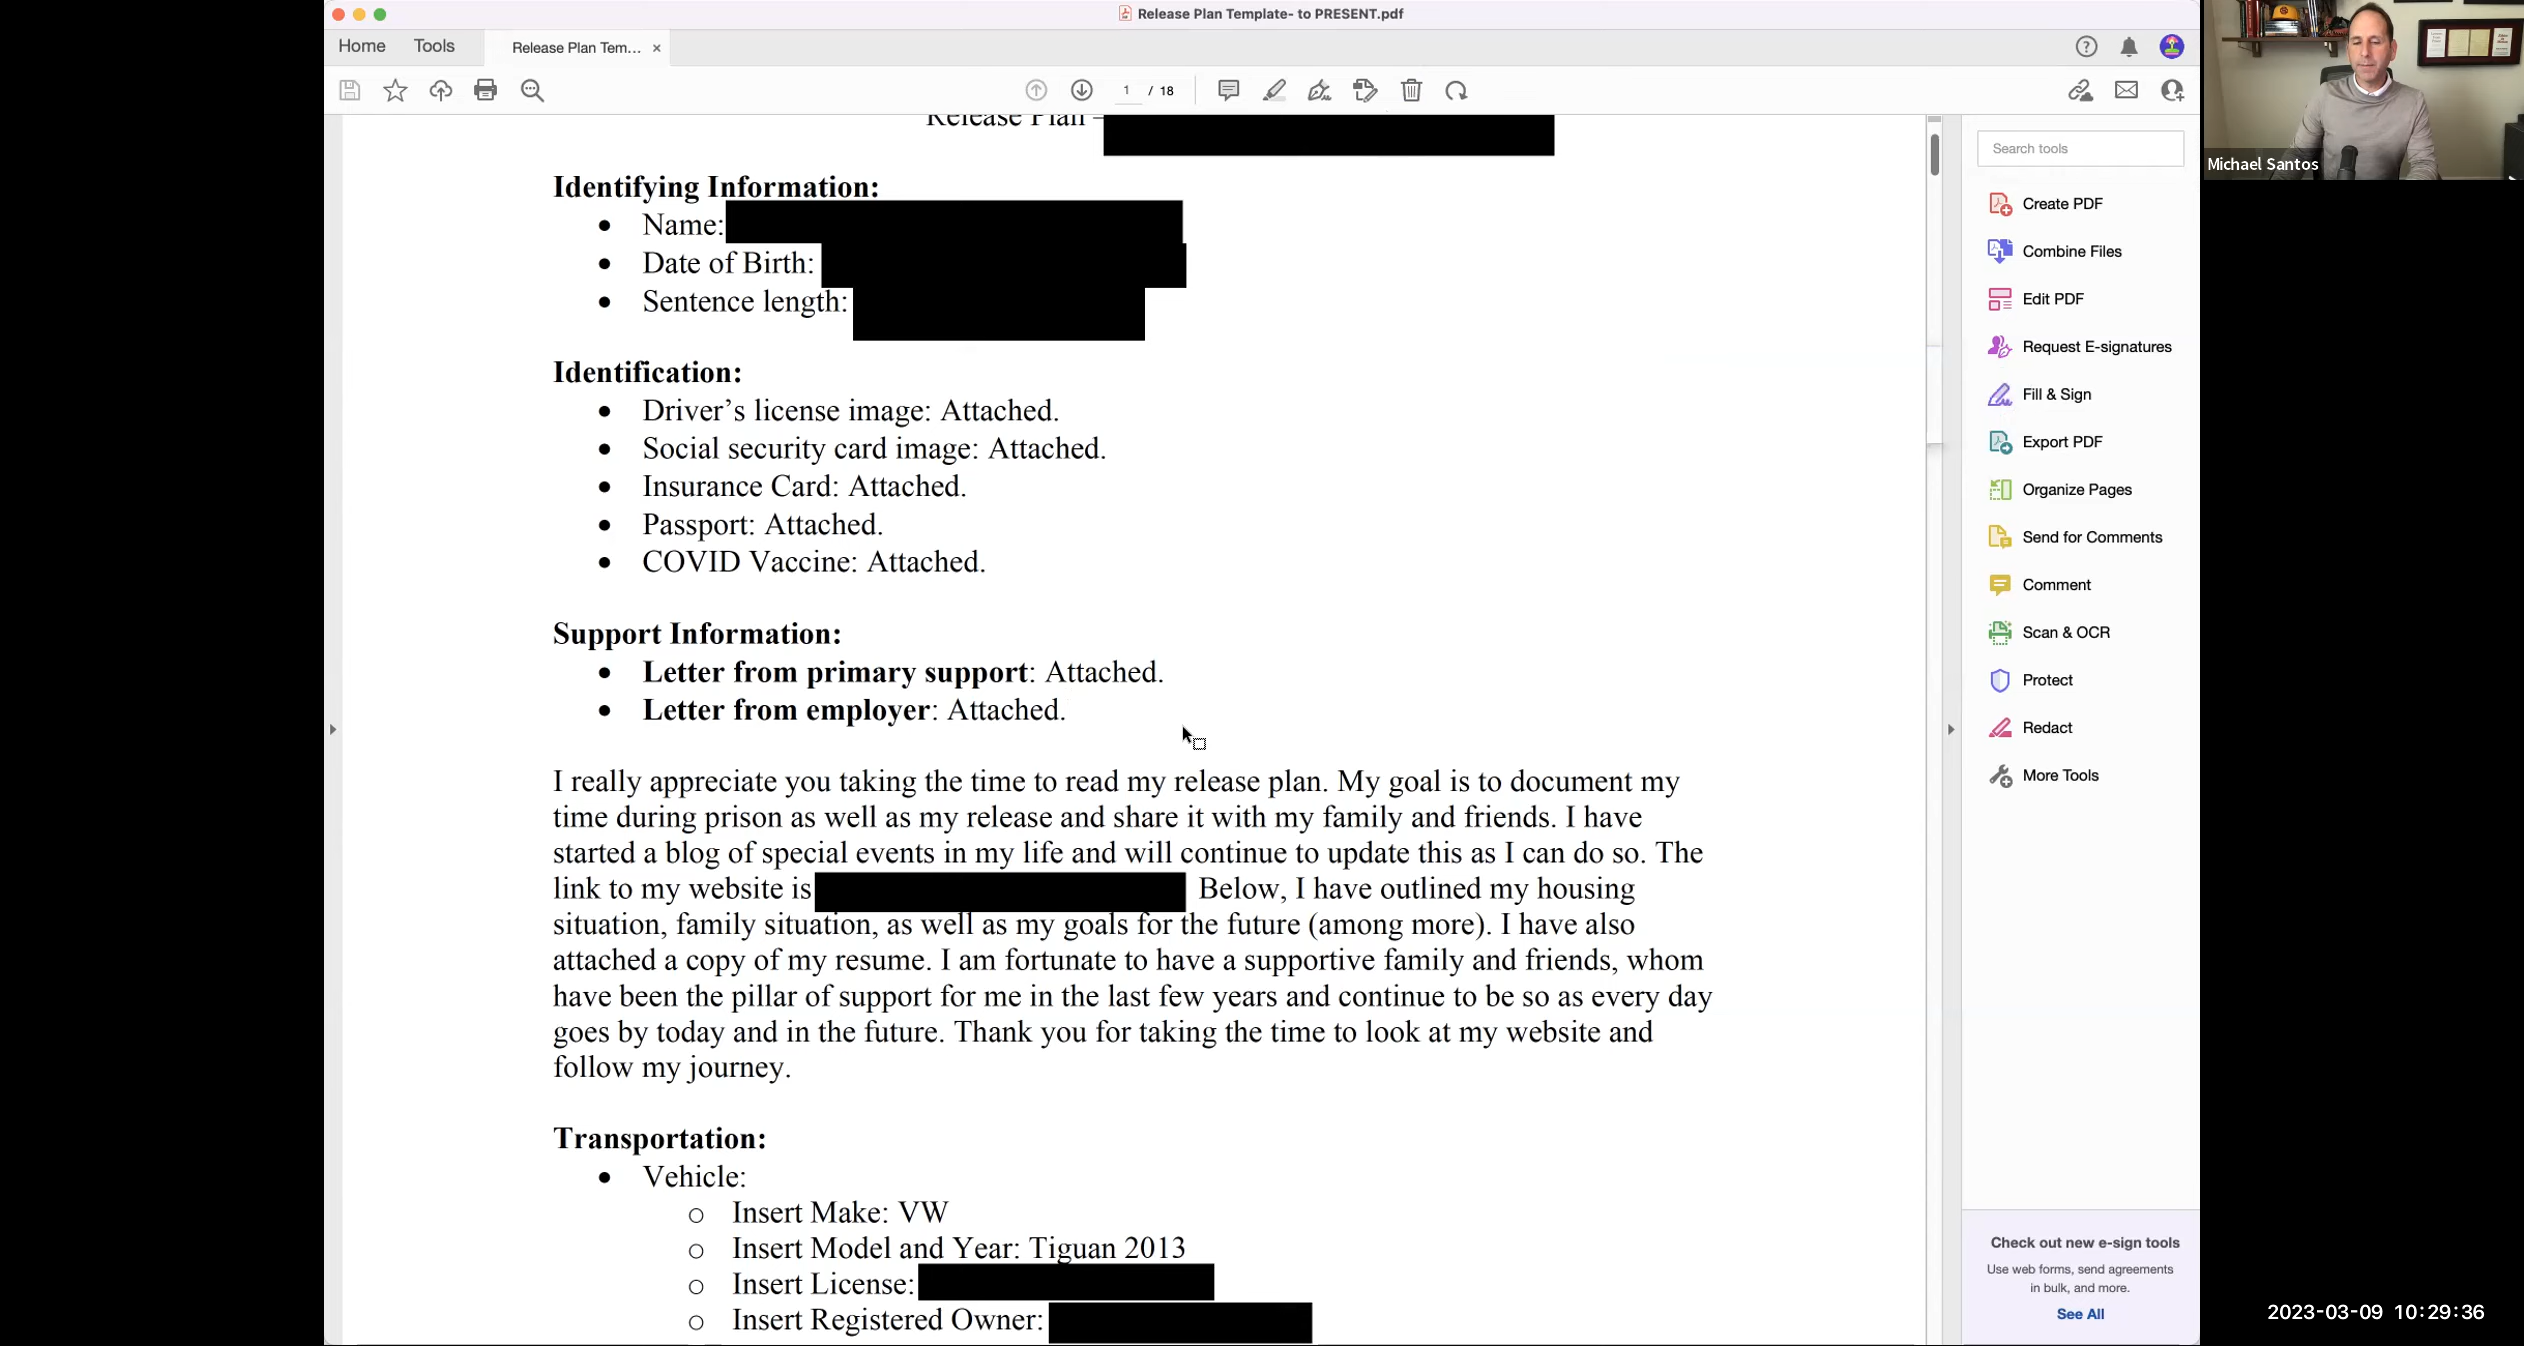 Release Plan Template- to PRESENT.pdf
Home Tools Release Plan Tem... ×
1 / 18
Release Plan –
Identifying Information:
• Name:
• Date of Birth:
• Sentence length:
Identification:
• Driver’s license image: Attached.
• Social security card image: Attached.
• Insurance Card: Attached.
• Passport: Attached.
• COVID Vaccine: Attached.
Support Information:
• Letter from primary support: Attached.
• Letter from employer: Attached.
I really appreciate you taking the time to read my release plan. My goal is to document my
time during prison as well as my release and share it with my family and friends. I have
started a blog of special events in my life and will continue to update this as I can do so. The
link to my website is Below, I have outlined my housing
situation, family situation, as well as my goals for the future (among more). I have also
attached a copy of my resume. I am fortunate to have a supportive family and friends, whom
have been the pillar of support for me in the last few years and continue to be so as every day
goes by today and in the future. Thank you for taking the time to look at my website and
follow my journey.
Transportation:
• Vehicle:
o Insert Make: VW
o Insert Model and Year: Tiguan 2013
o Insert License:
o Insert Registered Owner:
Search tools
Create PDF
Combine Files
Edit PDF
Request E-signatures
Fill & Sign
Export PDF
Organize Pages
Send for Comments
Comment
Scan & OCR
Protect
Redact
More Tools
Check out new e-sign tools
Use web forms, send agreements
in bulk, and more.
See All
Michael Santos
2023-03-09 10:29:36